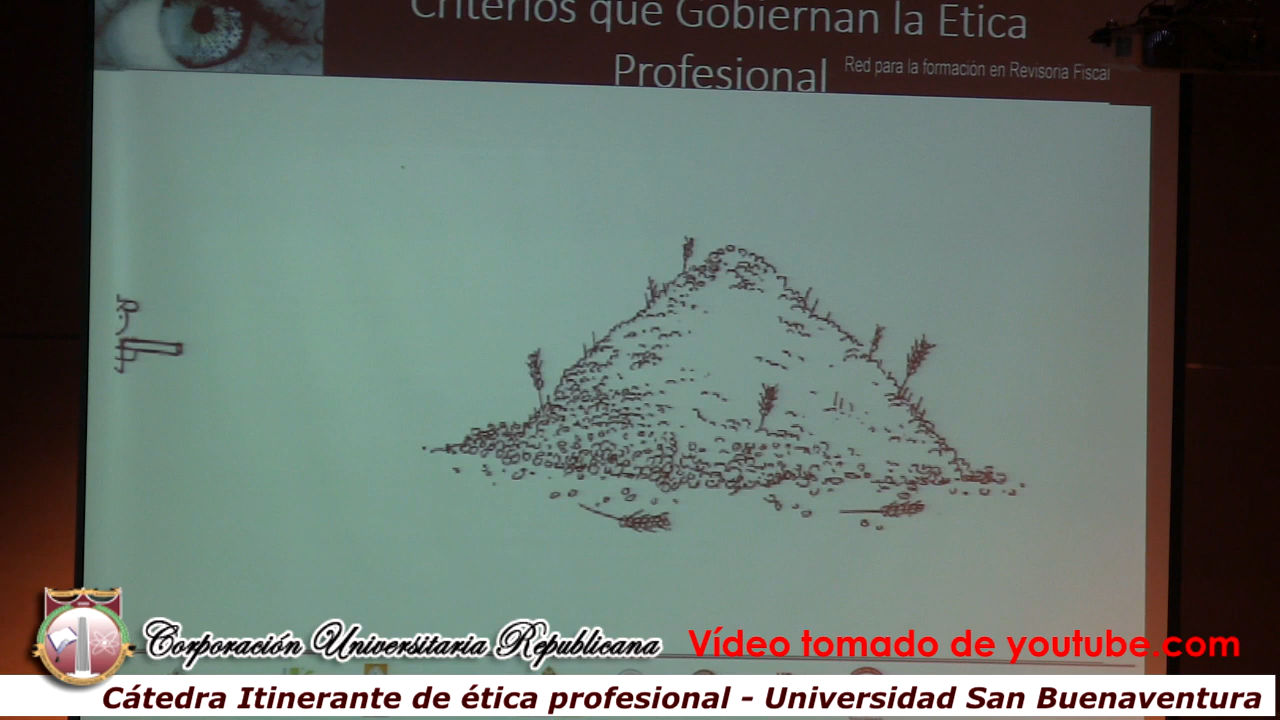 Criterios que Gobiernan la Etica
Profesional
Red para la formación en Revisoria Fiscal
Corporación Universitaria Republicana
Vídeo tomado de youtube.com
Cátedra Itinerante de ética profesional - Universidad San Buenaventura